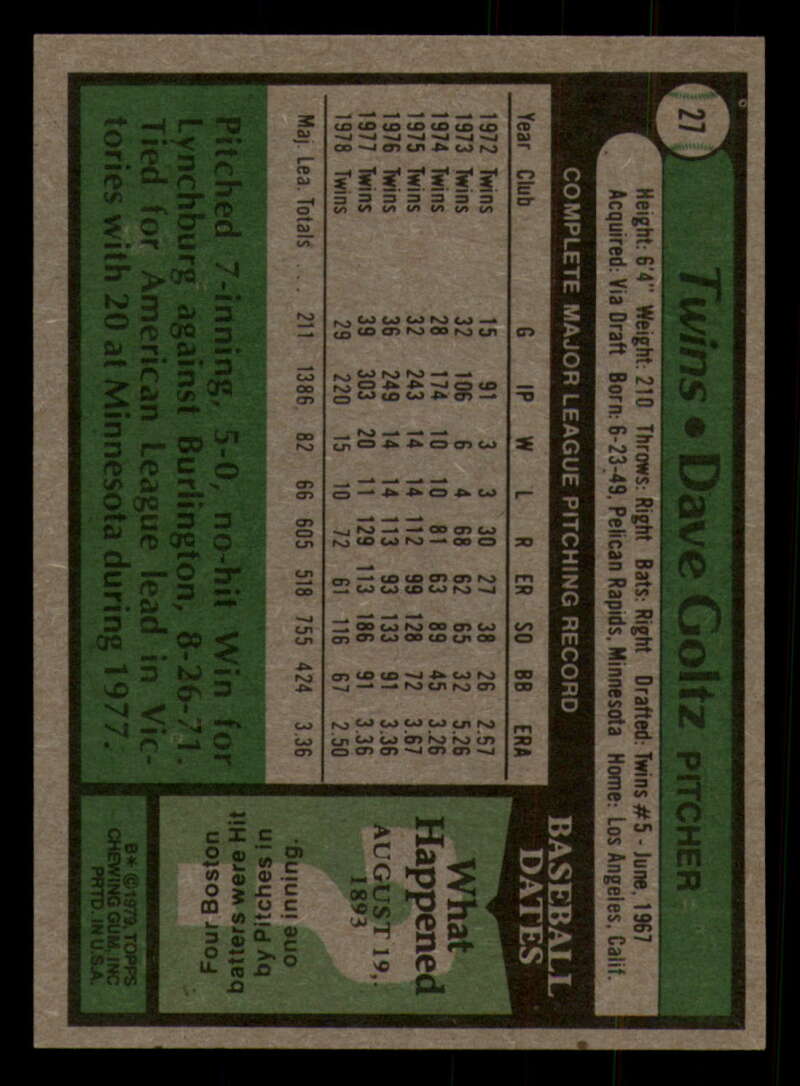 27
Twins • Dave Goltz PITCHER
Height: 6'4" Weight: 210 Throws: Right Bats: Right Drafted: Twins #5 - June, 1967
Acquired: Via Draft Born: 6-23-49, Pelican Rapids, Minnesota Home: Los Angeles, Calif.
COMPLETE MAJOR LEAGUE PITCHING RECORD
Year Club G IP W L R ER SO BB ERA
1972 Twins 15 91 3 3 30 27 38 26 2.57
1973 Twins 32 106 6 4 68 62 65 32 5.26
1974 Twins 28 174 10 10 81 63 89 45 3.26
1975 Twins 32 243 14 14 112 99 128 72 3.67
1976 Twins 36 249 14 14 113 93 133 91 3.36
1977 Twins 39 303 20 11 129 113 186 91 3.36
1978 Twins 29 220 15 10 72 61 116 67 2.50
Maj. Lea. Totals ... 211 1386 82 66 605 518 755 424 3.36
Pitched 7-inning, 5-0, no-hit Win for
Lynchburg against Burlington, 8-26-71.
Tied for American League lead in Vic-
tories with 20 at Minnesota during 1977.
BASEBALL
DATES
What
Happened
AUGUST 19,
1893
?
Four Boston
batters were Hit
by Pitches in
one inning.
B* ©1979 TOPPS
CHEWING GUM, INC
PRTD. IN U.S.A.